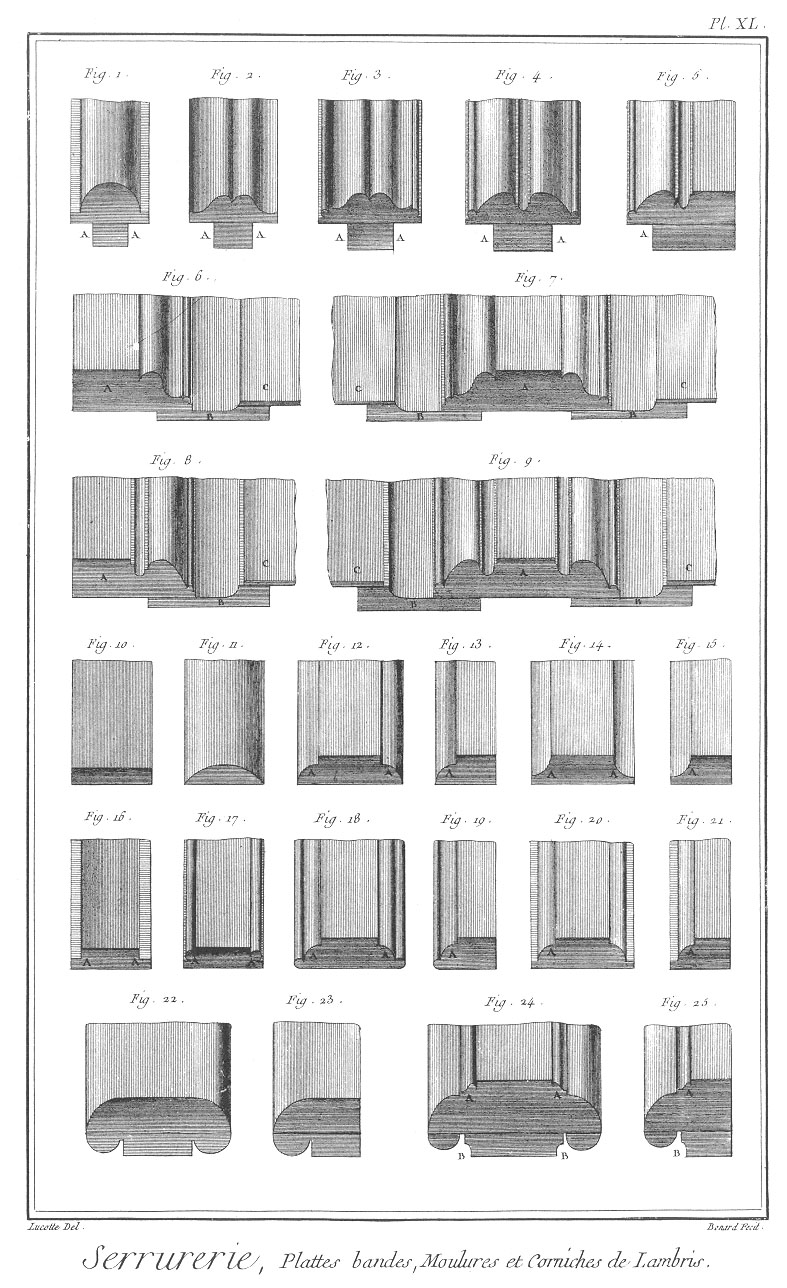 Pl. XL.
Fig. 1. Fig. 2. Fig. 3. Fig. 4. Fig. 5
A A A A A A A A A
Fig. 6. Fig. 7.
A B C C B A B C
Fig. 8. Fig. 9
A B C C B A B C
Fig. 10. Fig. 11. Fig. 12. Fig. 13. Fig. 14. Fig. 15.
A A A A A A
Fig. 16. Fig. 17. Fig. 18. Fig. 19. Fig. 20. Fig. 21.
A A A A A A A A A A
Fig. 22. Fig. 23. Fig. 24. Fig. 25.
A A A
B B B
Lucotte Del. Benard Fecit.
Serrurerie, Plattes bandes, Moulures et Corniches de Lambris.